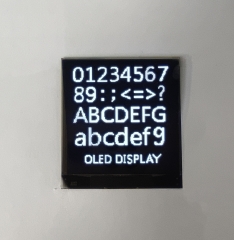 01234567
89:;<=>?
ABCDEFG
abcdefg
OLED DISPLAY